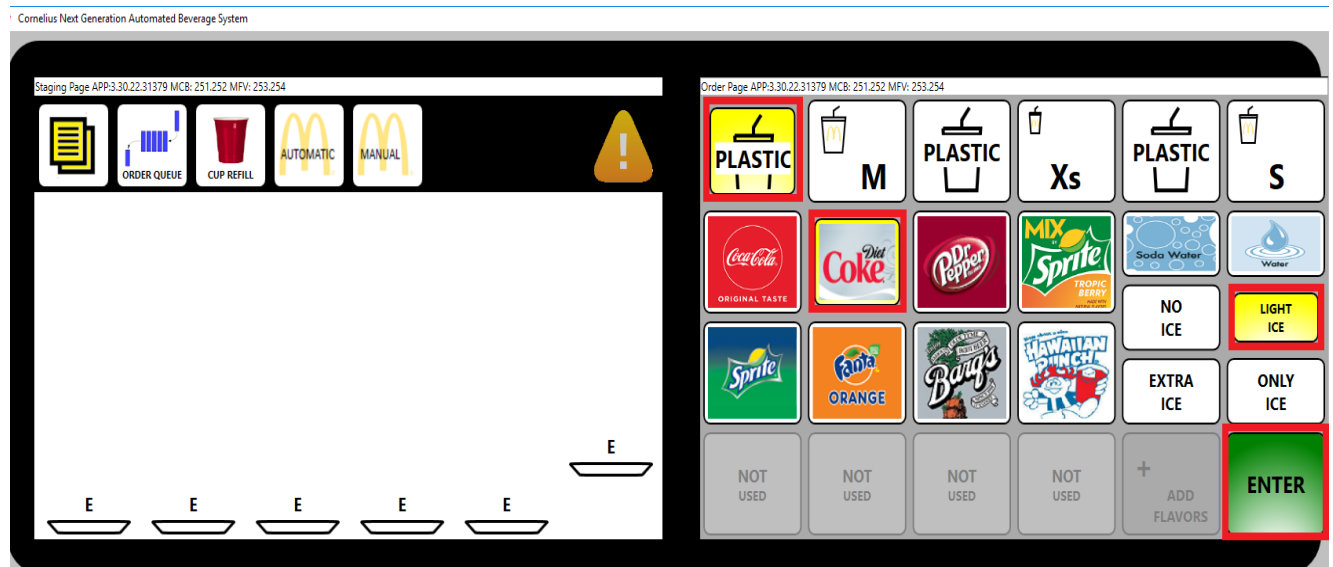 Cornelius Next Generation Automated Beverage System
Staging Page APP:3.30.22.31379 MCB: 251.252 MFV: 253.254
ORDER QUEUE
CUP REFILL
AUTOMATIC
MANUAL
E
E
E
E
E
E
Order Page APP:3.30.22.31379 MCB: 251.252 MFV: 253.254
PLASTIC
M
PLASTIC
Xs
PLASTIC
S
Coca-Cola
ORIGINAL TASTE
Diet
Coke
Dr
Pepper
MIX
BY
Sprite
TROPIC
BERRY
Soda Water
Water
NO
ICE
LIGHT
ICE
Sprite
Fanta
ORANGE
Barq's
HAWAIIAN
PUNCH
EXTRA
ICE
ONLY
ICE
NOT
USED
NOT
USED
NOT
USED
NOT
USED
+
ADD
FLAVORS
ENTER